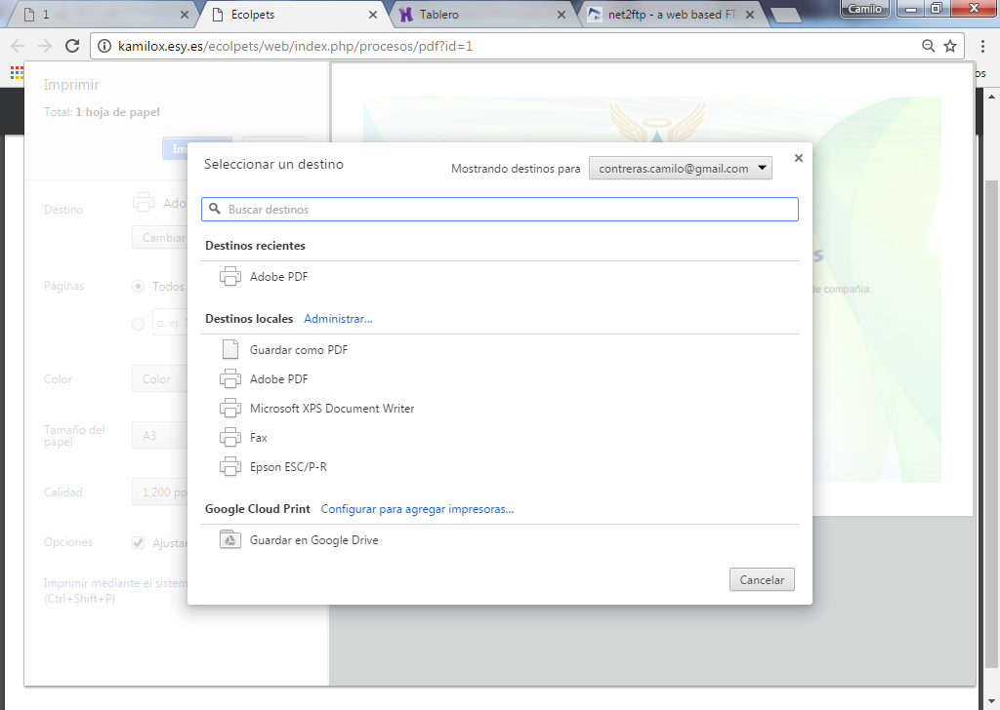 1
Ecolpets
Tablero
net2ftp - a web based FT
Camilo
kamilox.esy.es/ecolpets/web/index.php/procesos/pdf?id=1
os
Imprimir
Total: 1 hoja de papel
Im
Destino
Ado
Cambiar
Páginas
Todos
p. ej. 1
Color
Color
Tamaño del papel
A3
Calidad
1,200 pp
Opciones
Ajustar
Imprimir mediante el sistem
(Ctrl+Shift+P)
Seleccionar un destino
Mostrando destinos para
contreras.camilo@gmail.com
Buscar destinos
Destinos recientes
Adobe PDF
Destinos locales Administrar...
Guardar como PDF
Adobe PDF
Microsoft XPS Document Writer
Fax
Epson ESC/P-R
Google Cloud Print Configurar para agregar impresoras...
Guardar en Google Drive
Cancelar
s
de compañia: